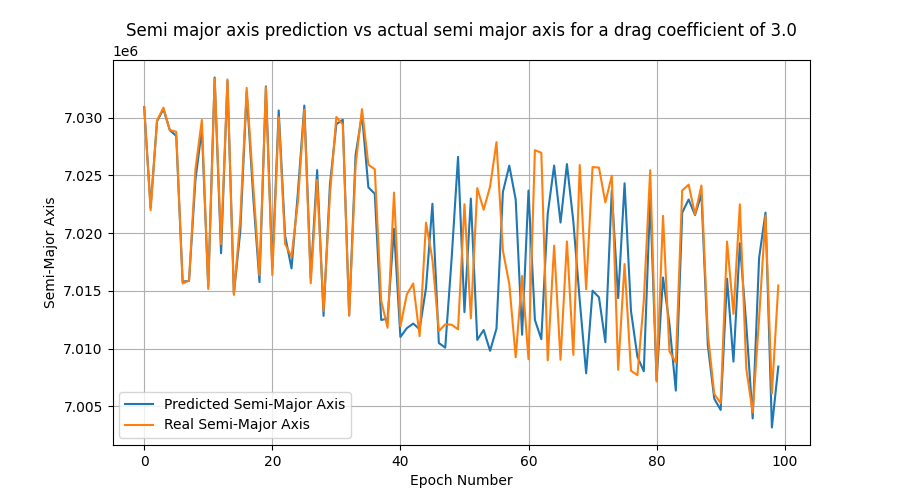 Semi major axis prediction vs actual semi major axis for a drag coefficient of 3.0
1e6
7.030
7.025
7.020
7.015
7.010
7.005
Semi-Major Axis
Predicted Semi-Major Axis
Real Semi-Major Axis
0 20 40 60 80 100
Epoch Number